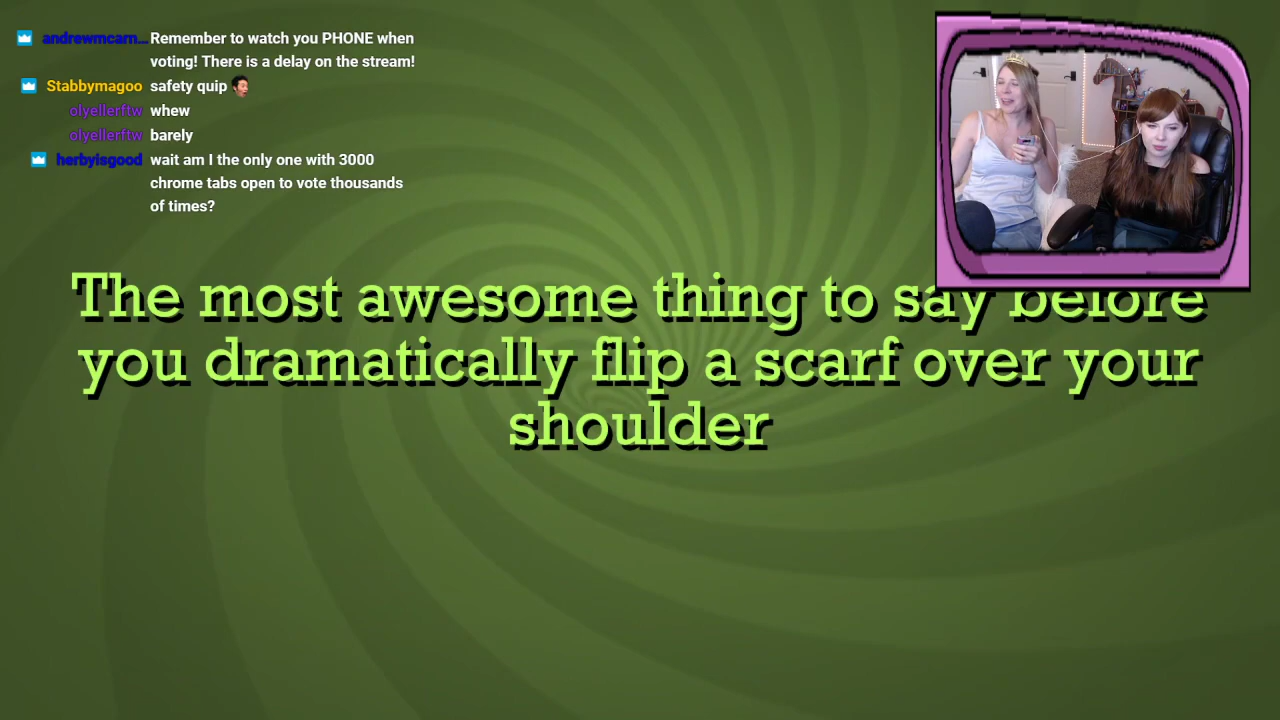 andrewmcarn... Remember to watch you PHONE when
voting! There is a delay on the stream!
Stabbymagoo safety quip
olyellerftw whew
olyellerftw barely
herbyisgood wait am I the only one with 3000
chrome tabs open to vote thousands
of times?
The most awesome thing to say before
you dramatically flip a scarf over your
shoulder